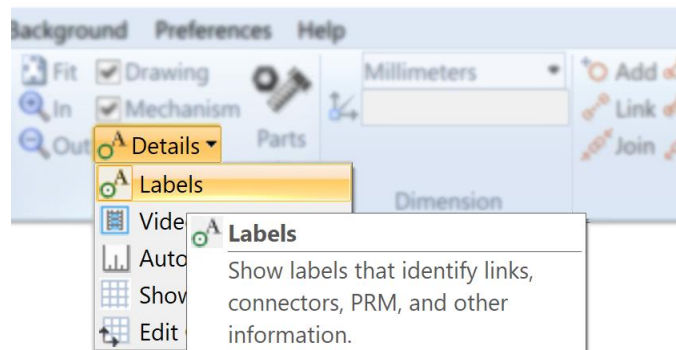 Background Preferences Help
Fit Drawing Millimeters Add
In Mechanism Link
Out Details Parts Join
Labels
Dimension
Vide
Labels
Auto
Show labels that identify links,
Show
connectors, PRM, and other
Edit
information.